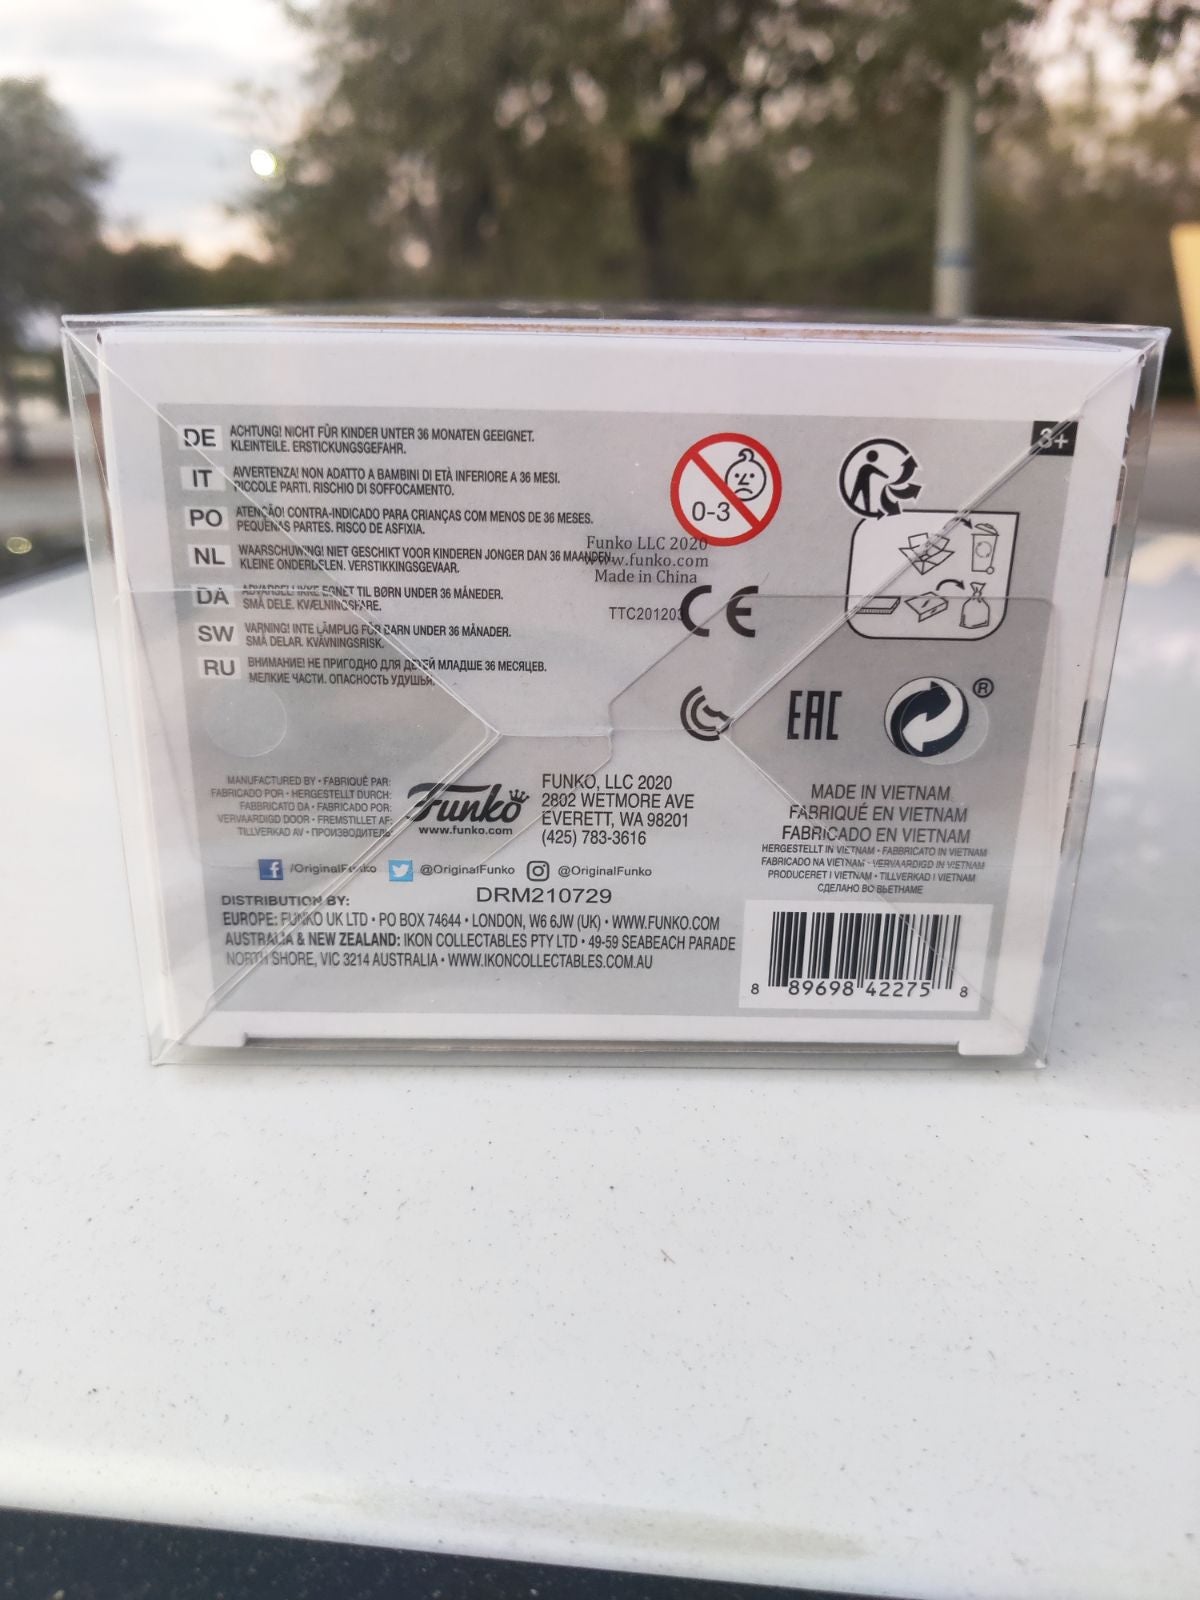 DE
ACHTUNG! NICHT FÜR KINDER UNTER 36 MONATEN GEEIGNET.
KLEINTEILE. ERSTICKUNGSGEFAHR.
IT
AVVERTENZA! NON ADATTO A BAMBINI DI ETÀ INFERIORE A 36 MESI.
PICCOLE PARTI. RISCHIO DI SOFFOCAMENTO.
PO
ATENÇÃO! CONTRA-INDICADO PARA CRIANÇAS COM MENOS DE 36 MESES.
PEQUENAS PARTES. RISCO DE ASFIXIA.
NL
WAARSCHUWING! NIET GESCHIKT VOOR KINDEREN JONGER DAN 36 MAANDEN.
KLEINE ONDERDELEN. VERSTIKKINGSGEVAAR.
DA
ADVARSEL! IKKE EGNET TIL BØRN UNDER 36 MÅNEDER.
SMÅ DELE. KVÆLNINGSFARE.
SW
VARNING! INTE LÄMPLIG FÖR BARN UNDER 36 MÅNADER.
SMÅ DELAR. KVÄVNINGSRISK.
RU
ВНИМАНИЕ! НЕ ПРИГОДНО ДЛЯ ДЕТЕЙ МЛАДШЕ 36 МЕСЯЦЕВ.
МЕЛКИЕ ЧАСТИ. ОПАСНОСТЬ УДУШЬЯ.
0-3
3+
Funko LLC 2020
www.funko.com
Made in China
TTC201203
CE
EAC
®
MANUFACTURED BY • FABRIQUÉ PAR:
FABRICADO POR • HERGESTELLT DURCH:
FABBRICATO DA • FABRICADO POR:
VERVAARDIGD DOOR • FREMSTILLET AF:
TILLVERKAD AV • ПРОИЗВОДИТЕЛЬ:
Funko
www.funko.com
FUNKO, LLC 2020
2802 WETMORE AVE
EVERETT, WA 98201
(425) 783-3616
/OriginalFunko @OriginalFunko @OriginalFunko
DRM210729
DISTRIBUTION BY:
EUROPE: FUNKO UK LTD • PO BOX 74644 • LONDON, W6 6JW (UK) • WWW.FUNKO.COM
AUSTRALIA & NEW ZEALAND: IKON COLLECTABLES PTY LTD • 49-59 SEABEACH PARADE
NORTH SHORE, VIC 3214 AUSTRALIA • WWW.IKONCOLLECTABLES.COM.AU
MADE IN VIETNAM
FABRIQUÉ EN VIETNAM
FABRICADO EN VIETNAM
HERGESTELLT IN VIETNAM • FABBRICATO IN VIETNAM
FABRICADO NA VIETNAM • VERVAARDIGD IN VIETNAM
PRODUCERET I VIETNAM • TILLVERKAD I VIETNAM
СДЕЛАНО ВО ВЬЕТНАМЕ
8 89698 42275 8